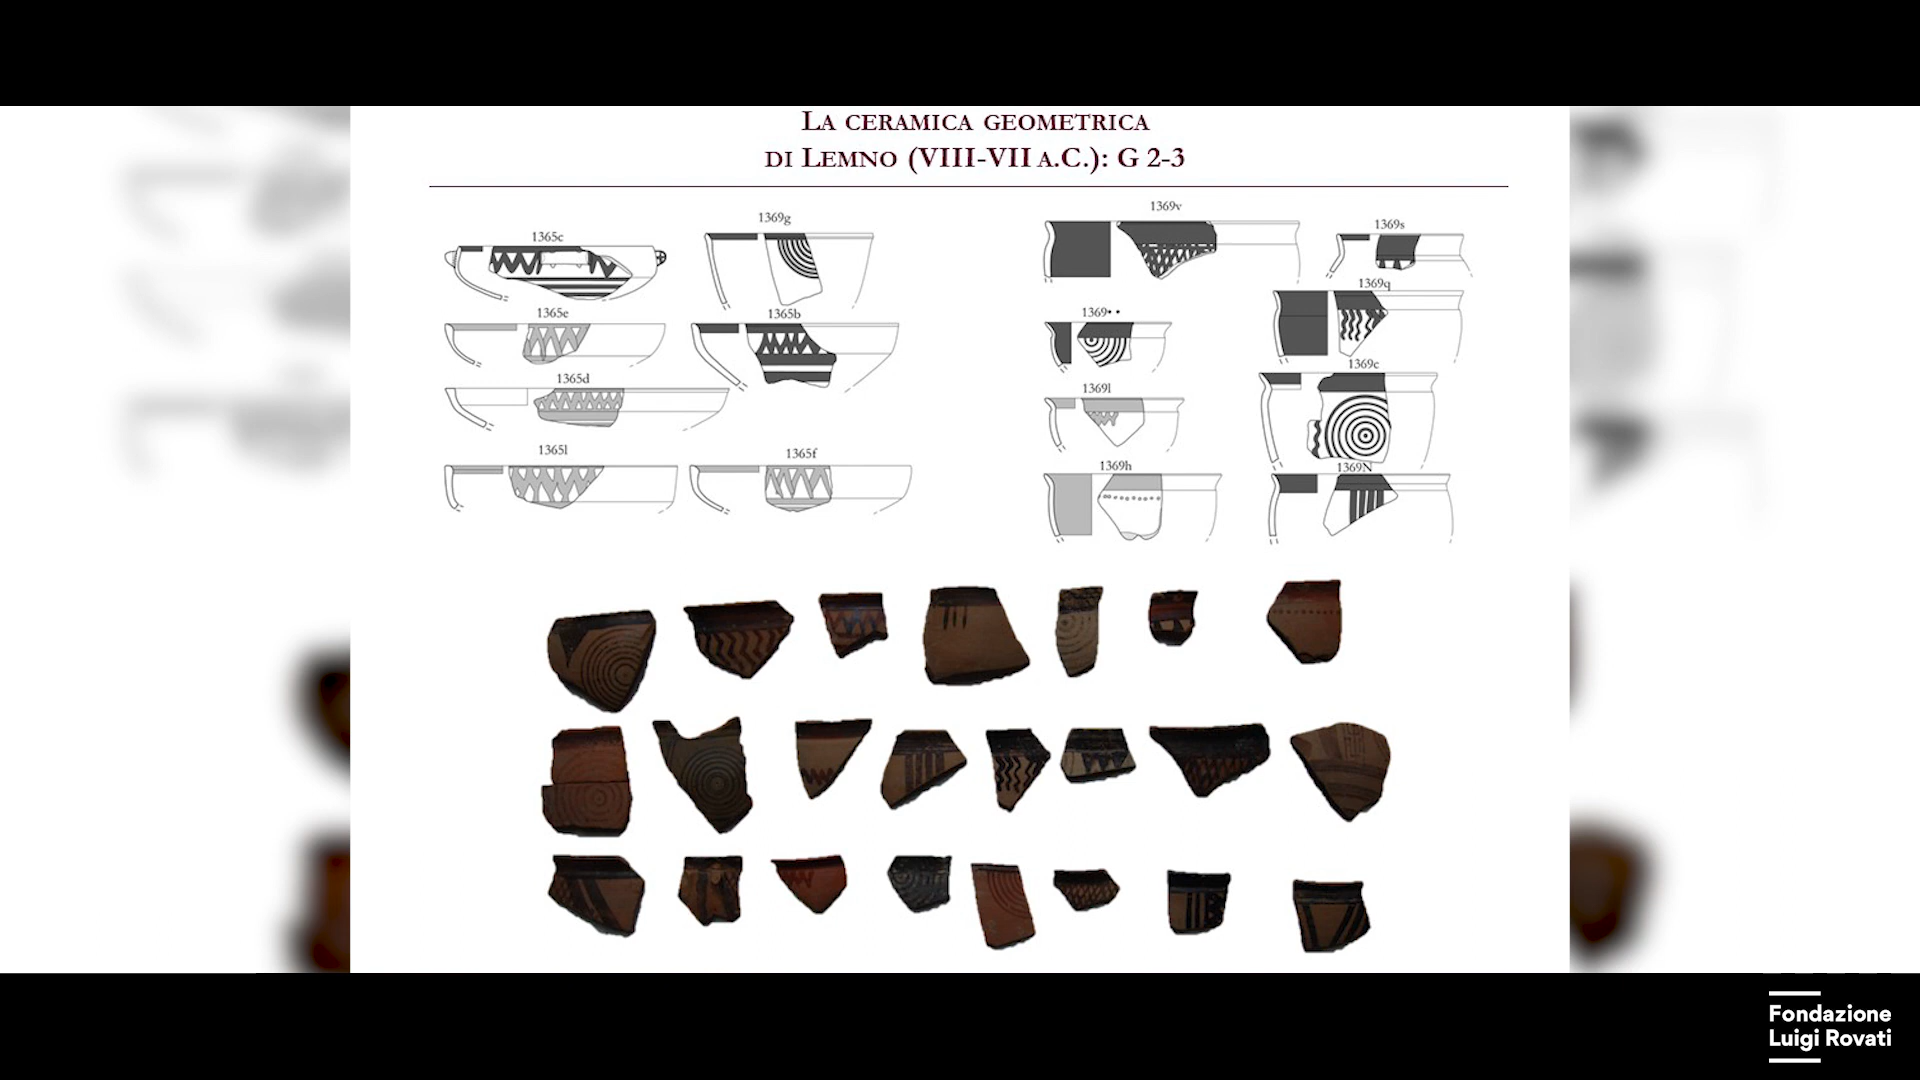 LA CERAMICA GEOMETRICA
DI LEMNO (VIII-VII A.C.): G 2-3
1365c
1369g
1369v
1369s
1365e
1365b
1369••
1369q
1365d
1369l
1369c
1365l
1365f
1369h
1369N
Fondazione
Luigi Rovati